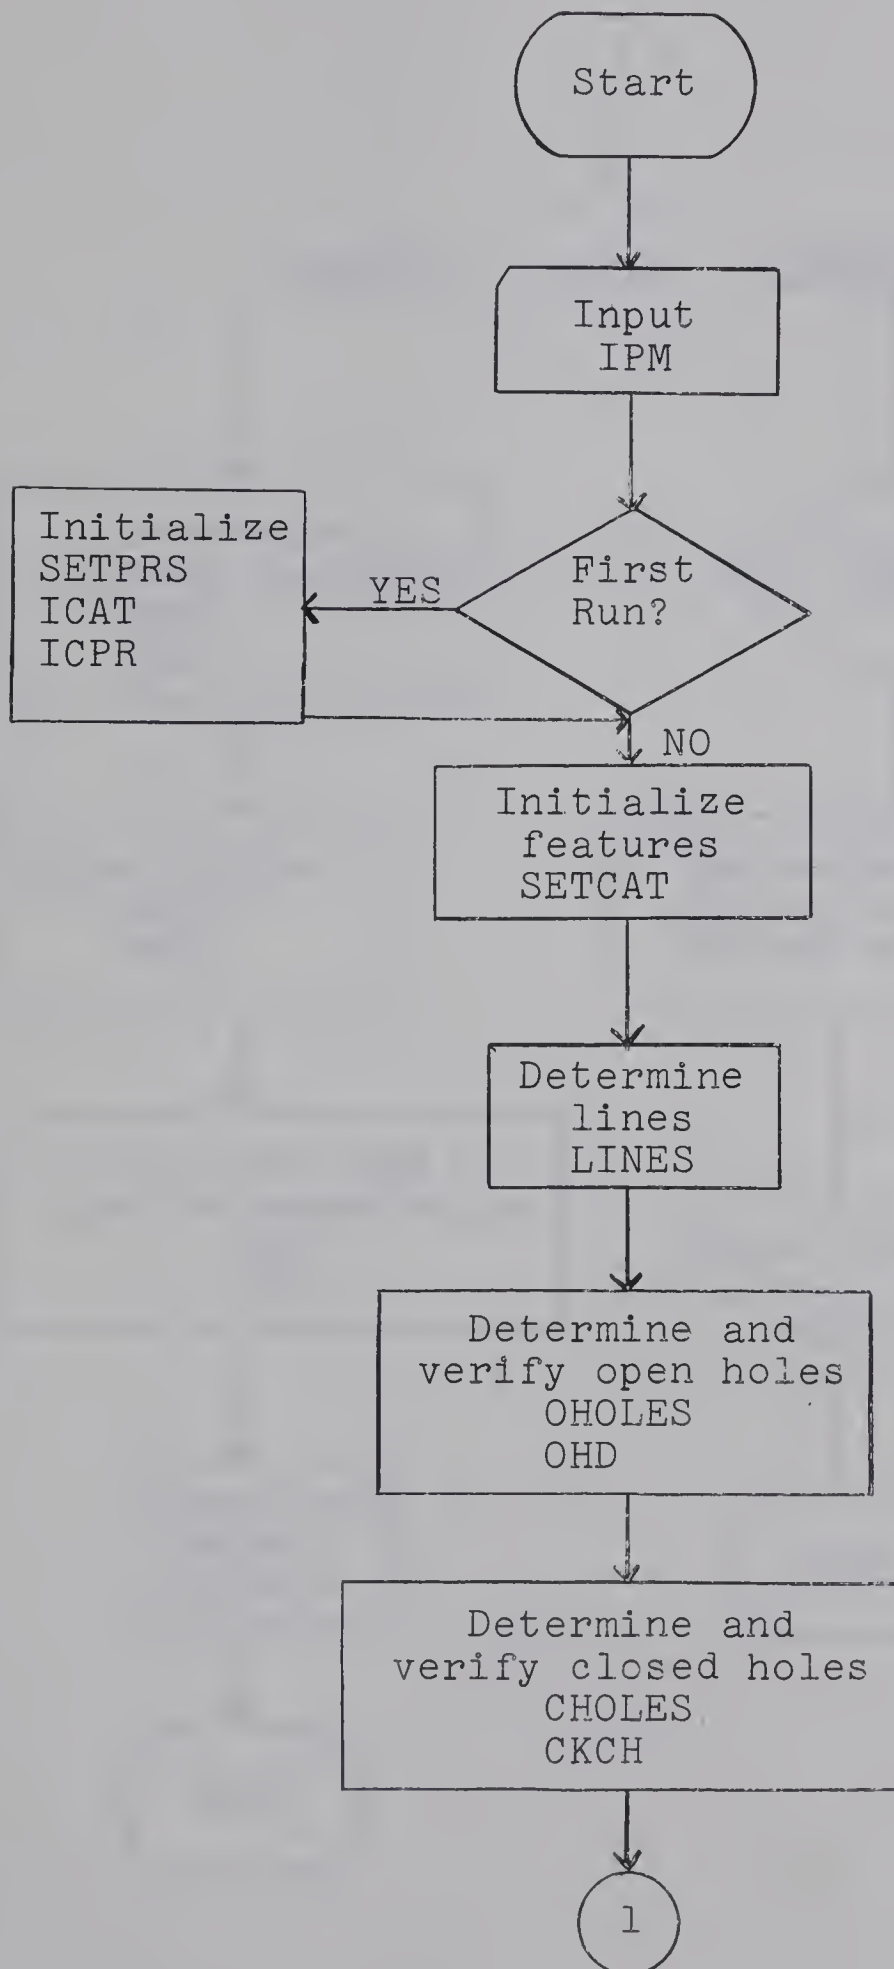 Start
Input
IPM
First
Run?
YES
Initialize
SETPRS
ICAT
ICPR
NO
Initialize
features
SETCAT
Determine
lines
LINES
Determine and
verify open holes
OHOLES
OHD
Determine and
verify closed holes
CHOLES
CKCH
1